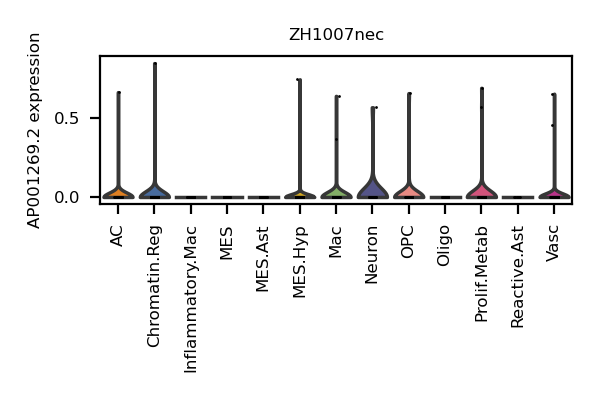 ZH1007nec
AP001269.2 expression
0.5
0.0
AC
Chromatin.Reg
Inflammatory.Mac
MES
MES.Ast
MES.Hyp
Mac
Neuron
OPC
Oligo
Prolif.Metab
Reactive.Ast
Vasc